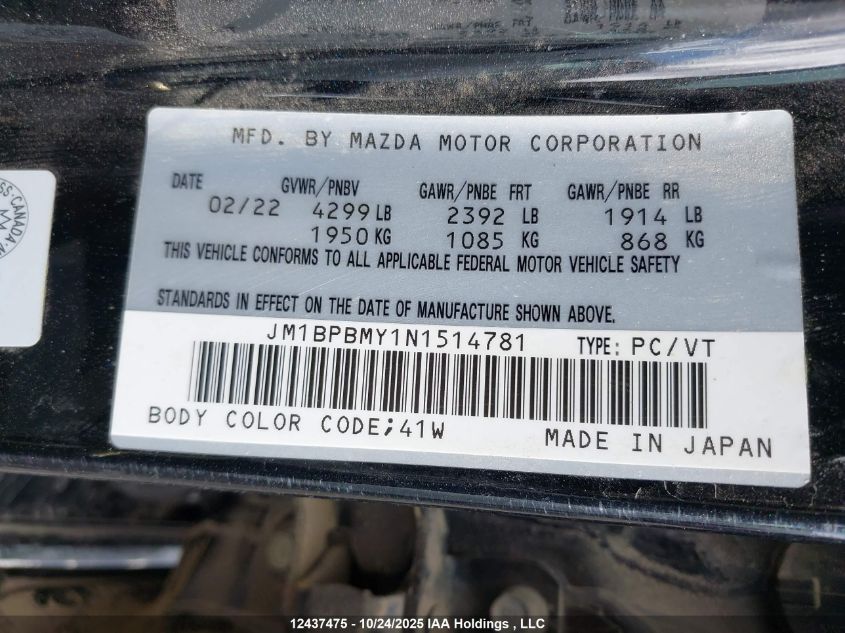 MFD. BY MAZDA MOTOR CORPORATION
DATE GVWR/PNBV GAWR/PNBE FRT GAWR/PNBE RR
02/22 4299 LB 2392 LB 1914 LB
1950 KG 1085 KG 868 KG
THIS VEHICLE CONFORMS TO ALL APPLICABLE FEDERAL MOTOR VEHICLE SAFETY
STANDARDS IN EFFECT ON THE DATE OF MANUFACTURE SHOWN ABOVE.
JM1BPBMY1N1514781 TYPE: PC/VT
BODY COLOR CODE;41W MADE IN JAPAN
CANADA
12437475 - 10/24/2025 IAA Holdings , LLC